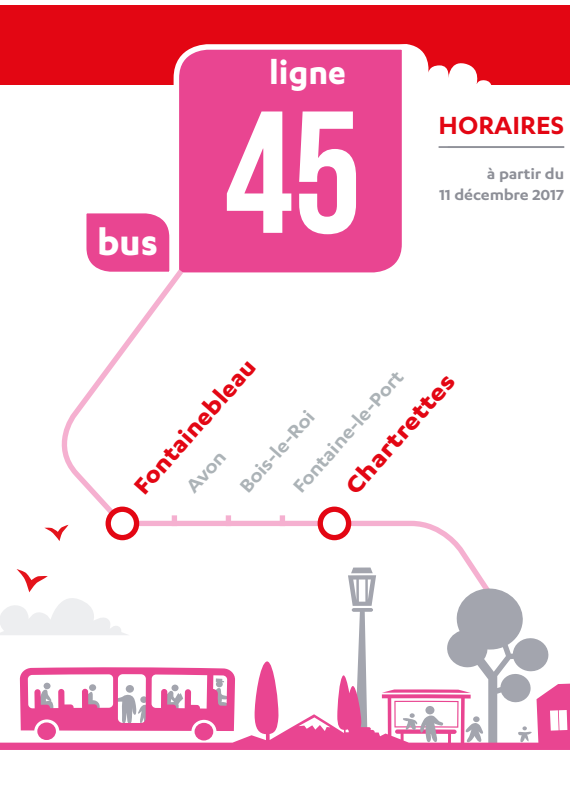 ligne
45
bus
HORAIRES
à partir du
11 décembre 2017
Fontainebleau
Avon
Bois-le-Roi
Fontaine-le-Port
Chartrettes